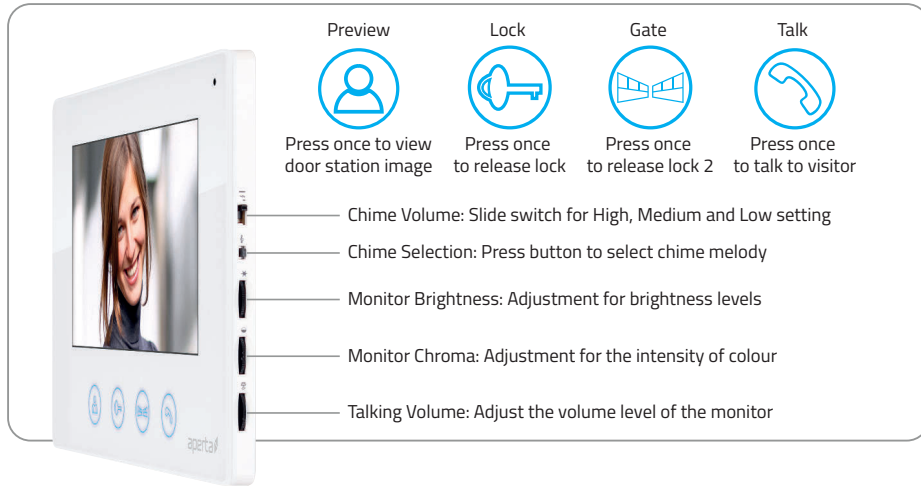 Preview
Lock
Gate
Talk
Press once to view
door station image
Press once
to release lock
Press once
to release lock 2
Press once
to talk to visitor
Chime Volume: Slide switch for High, Medium and Low setting
Chime Selection: Press button to select chime melody
Monitor Brightness: Adjustment for brightness levels
Monitor Chroma: Adjustment for the intensity of colour
Talking Volume: Adjust the volume level of the monitor
aperta